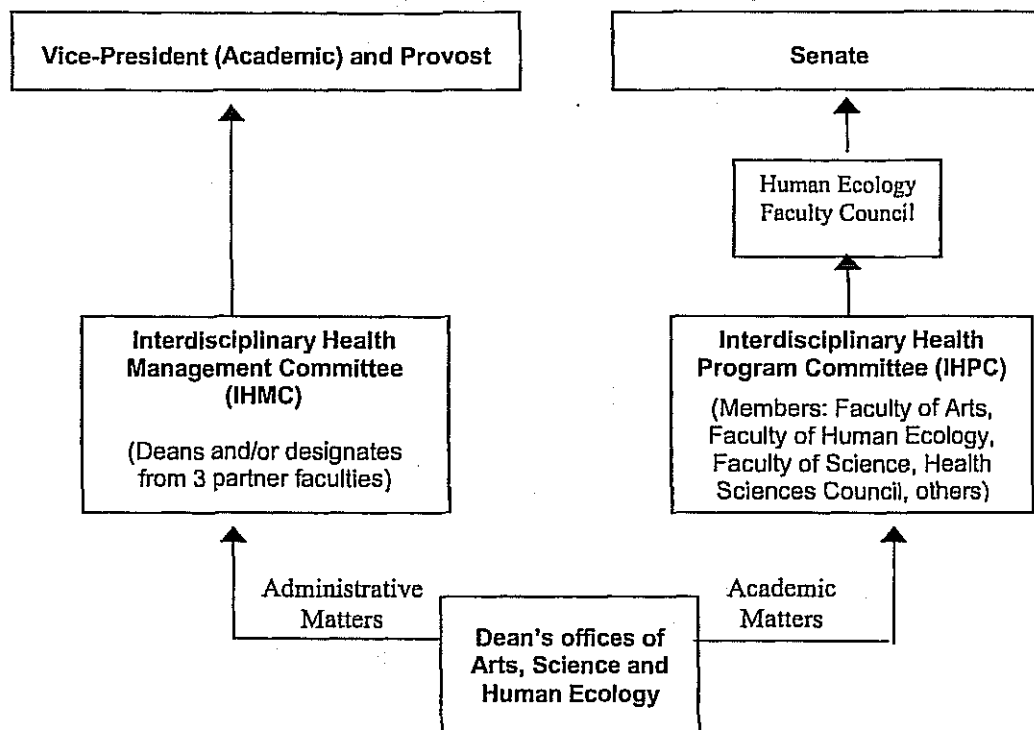 Vice-President (Academic) and Provost
Senate
Human Ecology
Faculty Council
Interdisciplinary Health
Management Committee
(IHMC)
(Deans and/or designates
from 3 partner faculties)
Interdisciplinary Health
Program Committee (IHPC)
(Members: Faculty of Arts,
Faculty of Human Ecology,
Faculty of Science, Health
Sciences Council, others)
Administrative
Matters
Academic
Matters
Dean's offices of
Arts, Science and
Human Ecology